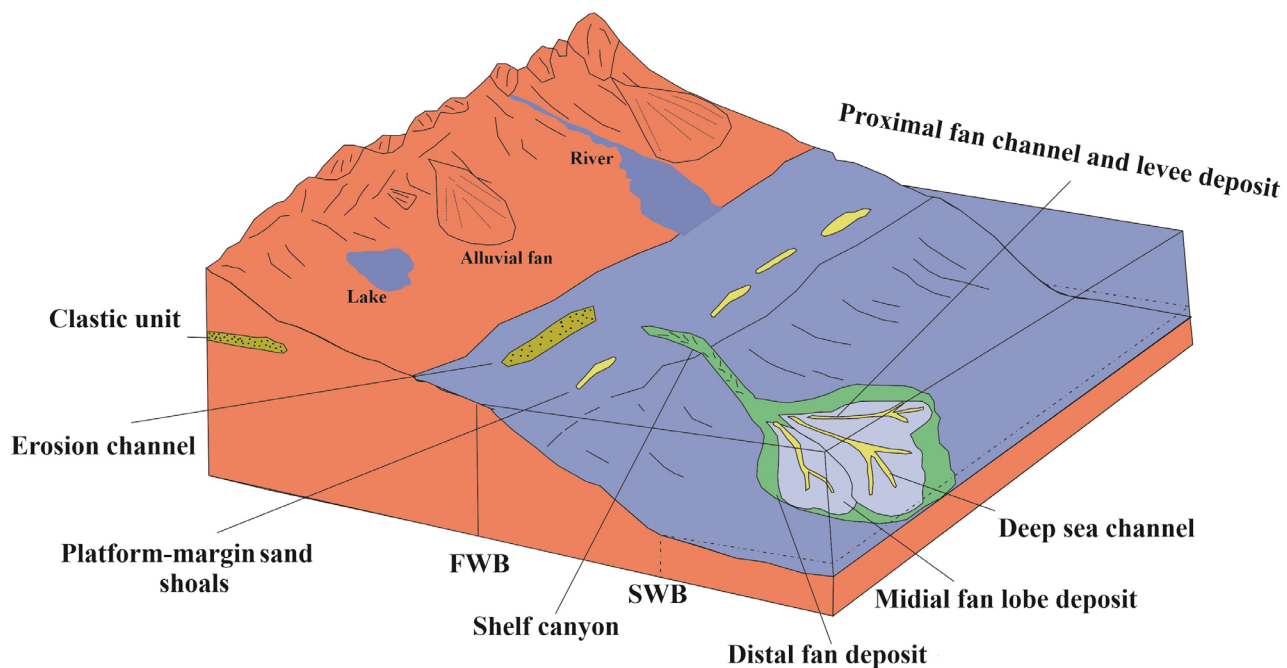 Proximal fan channel and levee deposit
River
Alluvial fan
Lake
Clastic unit
Erosion channel
Platform-margin sand
shoals
FWB
SWB
Shelf canyon
Deep sea channel
Midial fan lobe deposit
Distal fan deposit